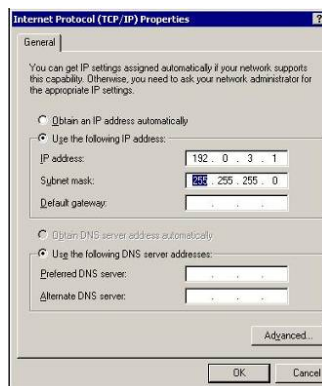 Internet Protocol (TCP/IP) Properties ?
General
You can get IP settings assigned automatically if your network supports
this capability. Otherwise, you need to ask your network administrator for
the appropriate IP settings.
Obtain an IP address automatically
Use the following IP address:
IP address: 192 . 0 . 3 . 1
Subnet mask: 255 . 255 . 255 . 0
Default gateway: . . .
Obtain DNS server address automatically
Use the following DNS server addresses:
Preferred DNS server: . . .
Alternate DNS server: . . .
Advanced...
OK Cancel